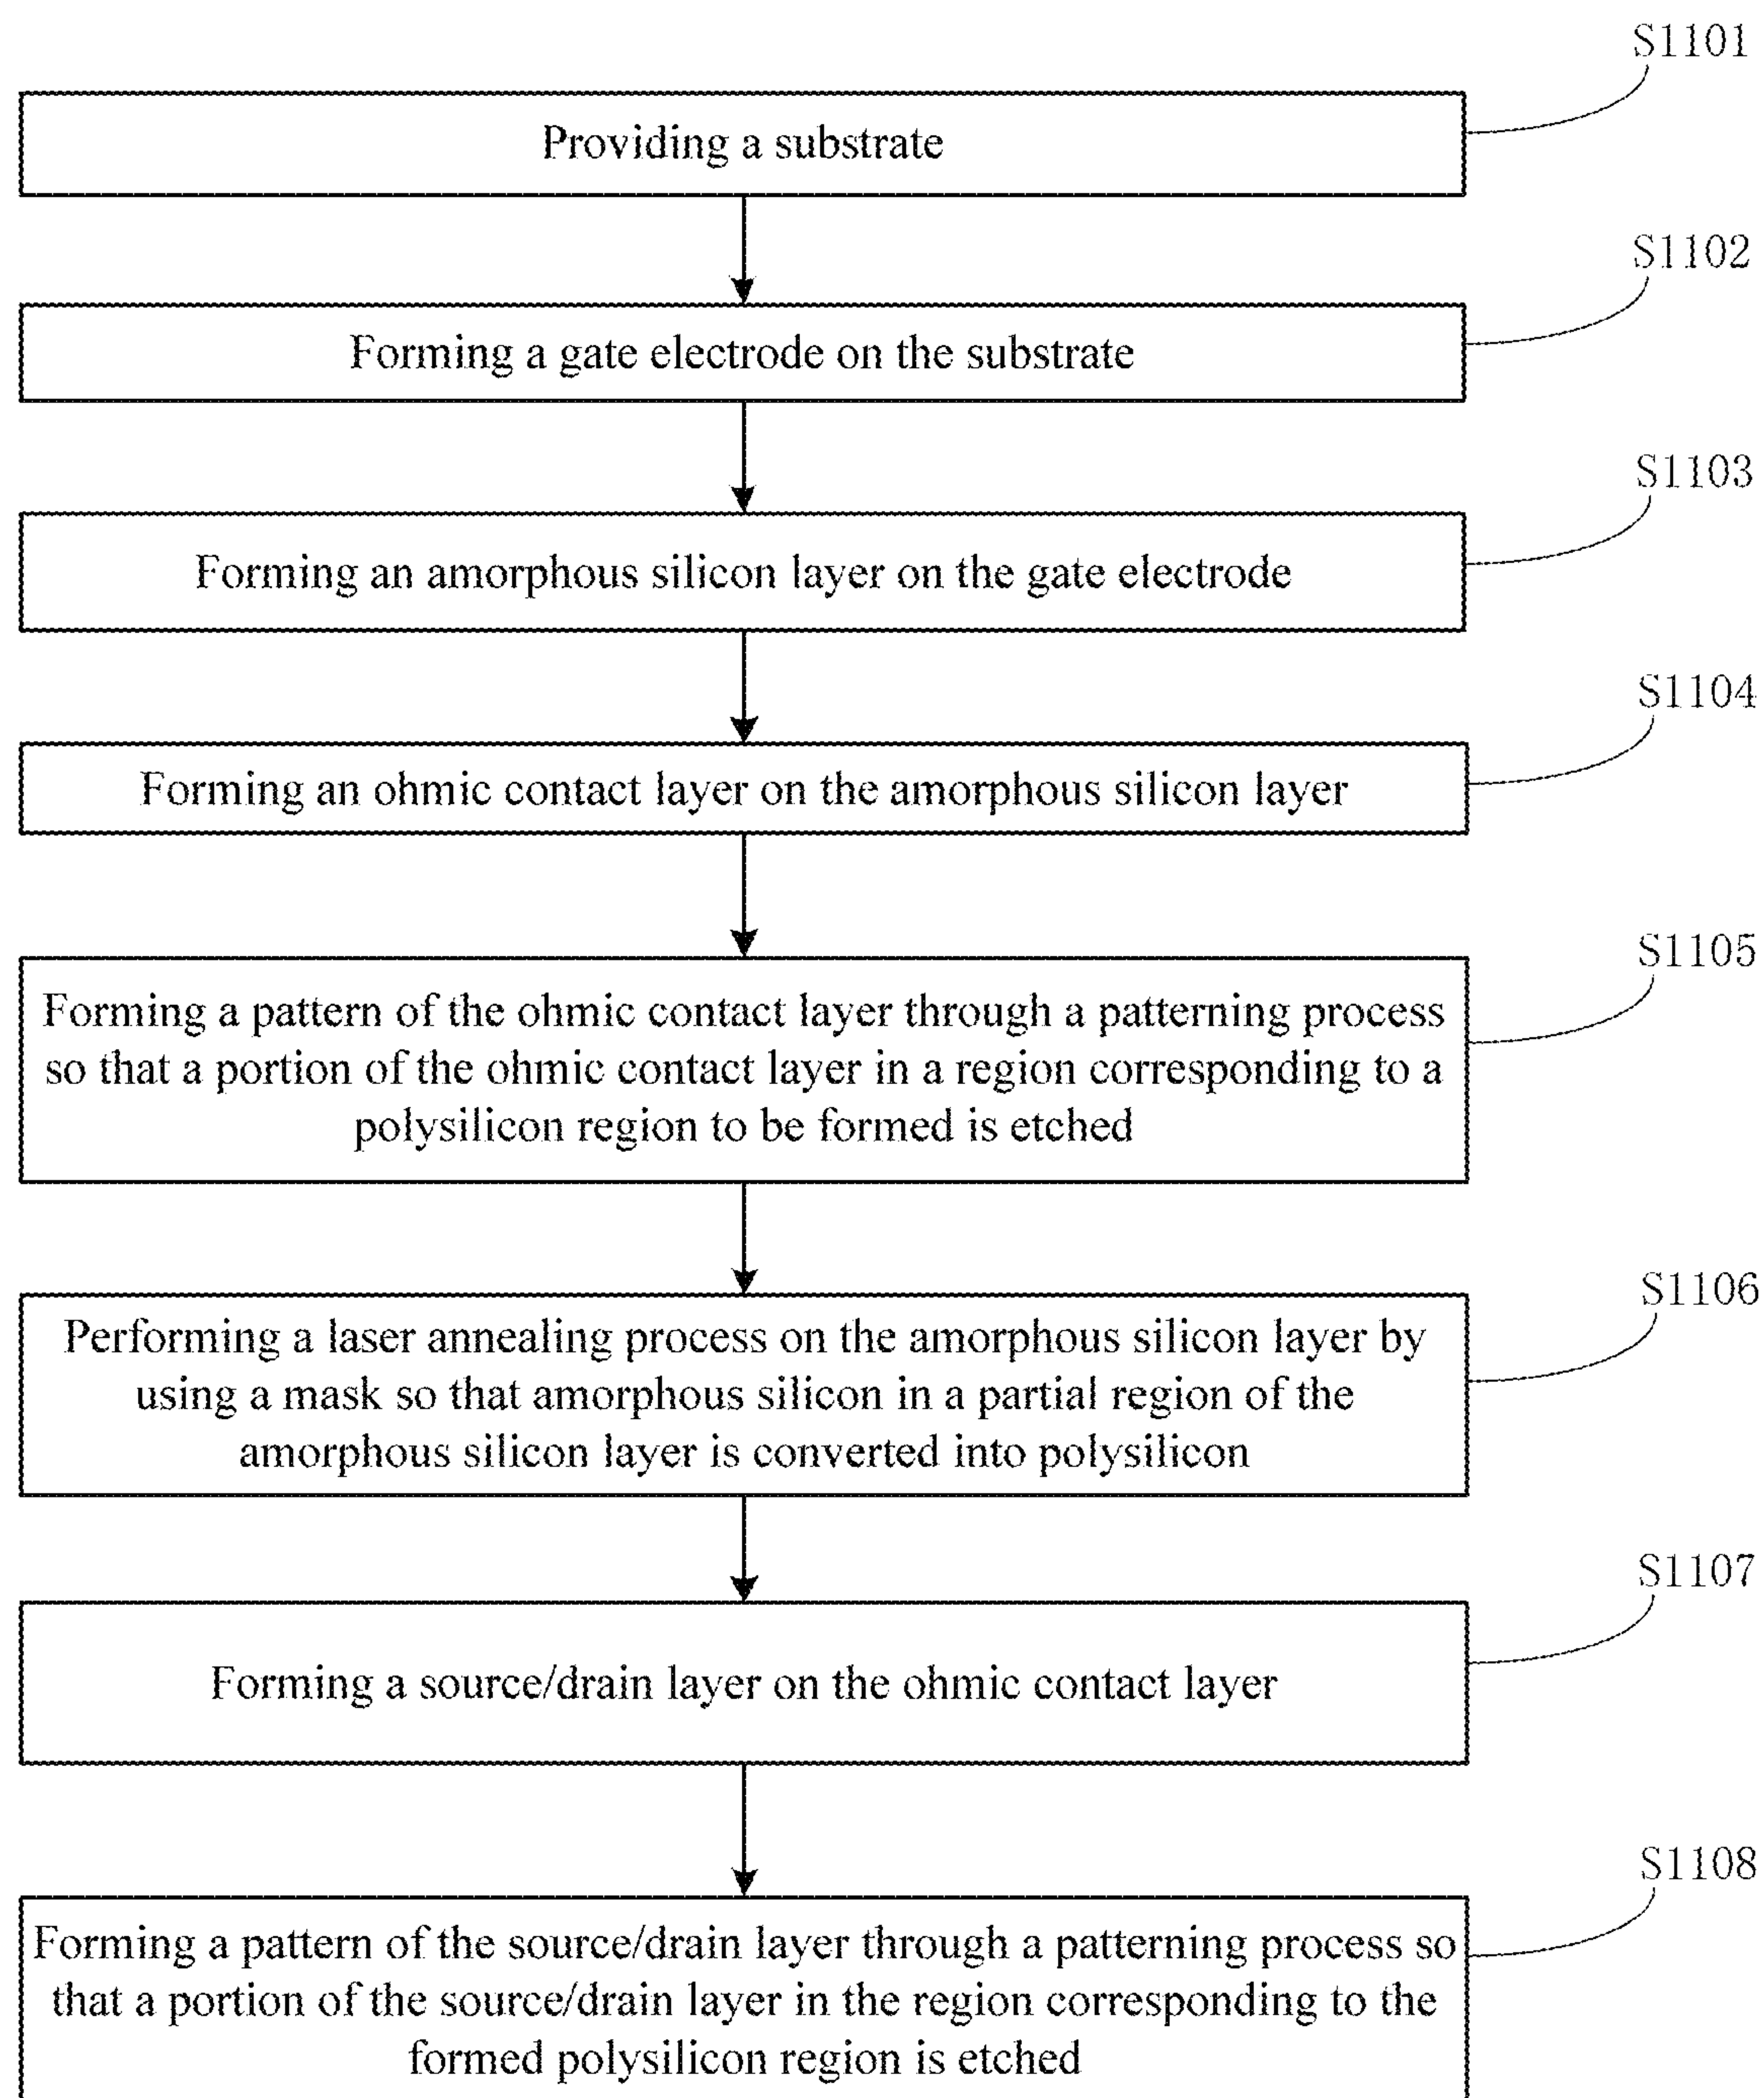 S1101
Providing a substrate
S1102
Forming a gate electrode on the substrate
S1103
Forming an amorphous silicon layer on the gate electrode
S1104
Forming an ohmic contact layer on the amorphous silicon layer
S1105
Forming a pattern of the ohmic contact layer through a patterning process
so that a portion of the ohmic contact layer in a region corresponding to a
polysilicon region to be formed is etched
S1106
Performing a laser annealing process on the amorphous silicon layer by
using a mask so that amorphous silicon in a partial region of the
amorphous silicon layer is converted into polysilicon
S1107
Forming a source/drain layer on the ohmic contact layer
S1108
Forming a pattern of the source/drain layer through a patterning process so
that a portion of the source/drain layer in the region corresponding to the
formed polysilicon region is etched